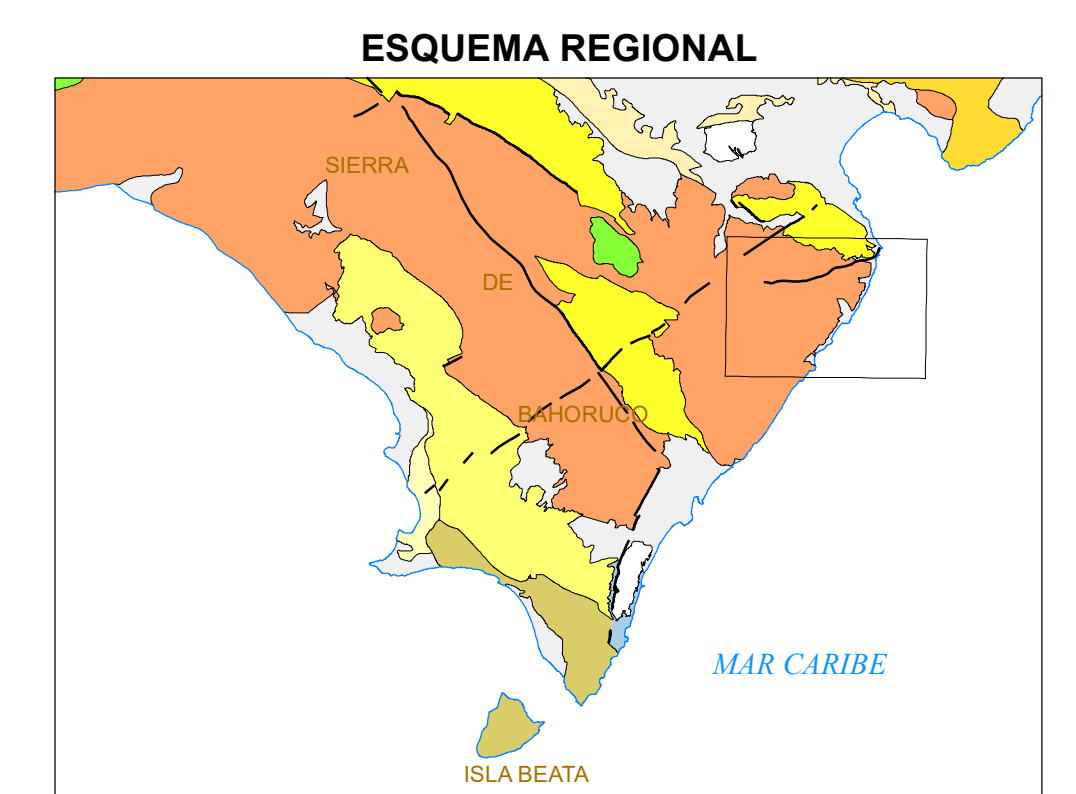 ESQUEMA REGIONAL
SIERRA
DE
BAHORUCO
MAR CARIBE
ISLA BEATA